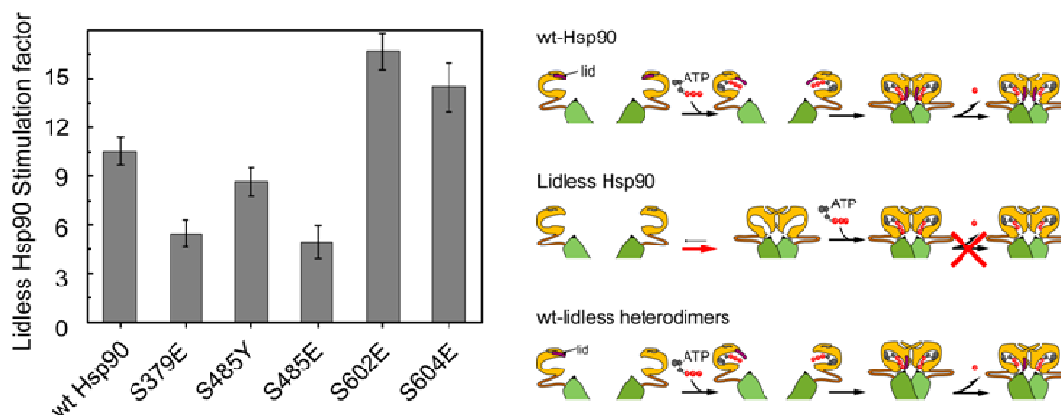 Lidless Hsp90 Stimulation factor
15
12
9
6
3
0
wt Hsp90
S379E
S485Y
S485E
S602E
S604E
wt-Hsp90
lid
ATP
Lidless Hsp90
ATP
wt-lidless heterodimers
lid
ATP